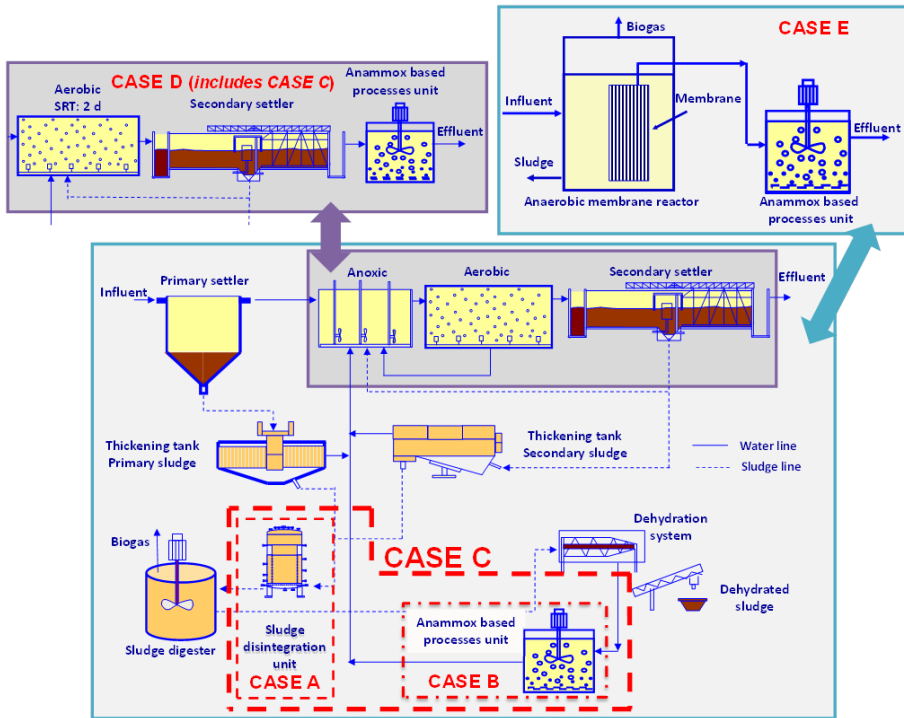 CASE D (includes CASE C)
Aerobic
SRT: 2 d
Secondary settler
Anammox based
processes unit
Effluent
CASE E
Biogas
Influent
Membrane
Sludge
Effluent
Anaerobic membrane reactor
Anammox based
processes unit
Influent
Primary settler
Anoxic
Aerobic
Secondary settler
Effluent
Thickening tank
Primary sludge
Thickening tank
Secondary sludge
Water line
Sludge line
Biogas
Sludge digester
CASE C
Sludge
disintegration
unit
CASE A
Anammox based
processes unit
CASE B
Dehydration
system
Dehydrated
sludge